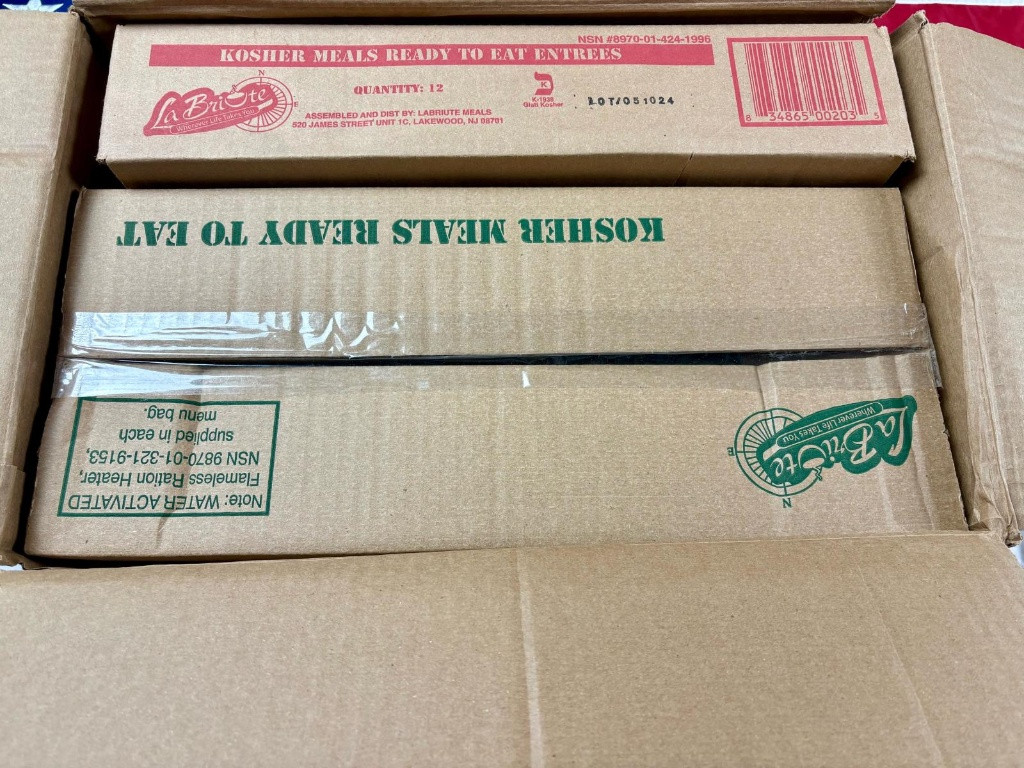 NSN #8970-01-424-1996
KOSHER MEALS READY TO EAT ENTREES
LaBriute
Wherever Life Takes You
N
E
QUANTITY: 12
ASSEMBLED AND DIST BY: LABRIUTE MEALS
520 JAMES STREET UNIT 1C, LAKEWOOD, NJ 08701
K
K-1938
Glatt Kosher
LOT/051024
8 34865 00203 5
KOSHER MEALS READY TO EAT
Note: WATER ACTIVATED
Flameless Ration Heater,
NSN 9870-01-321-9153,
supplied in each
menu bag.
N
E
LaBriute
Wherever Life Takes You